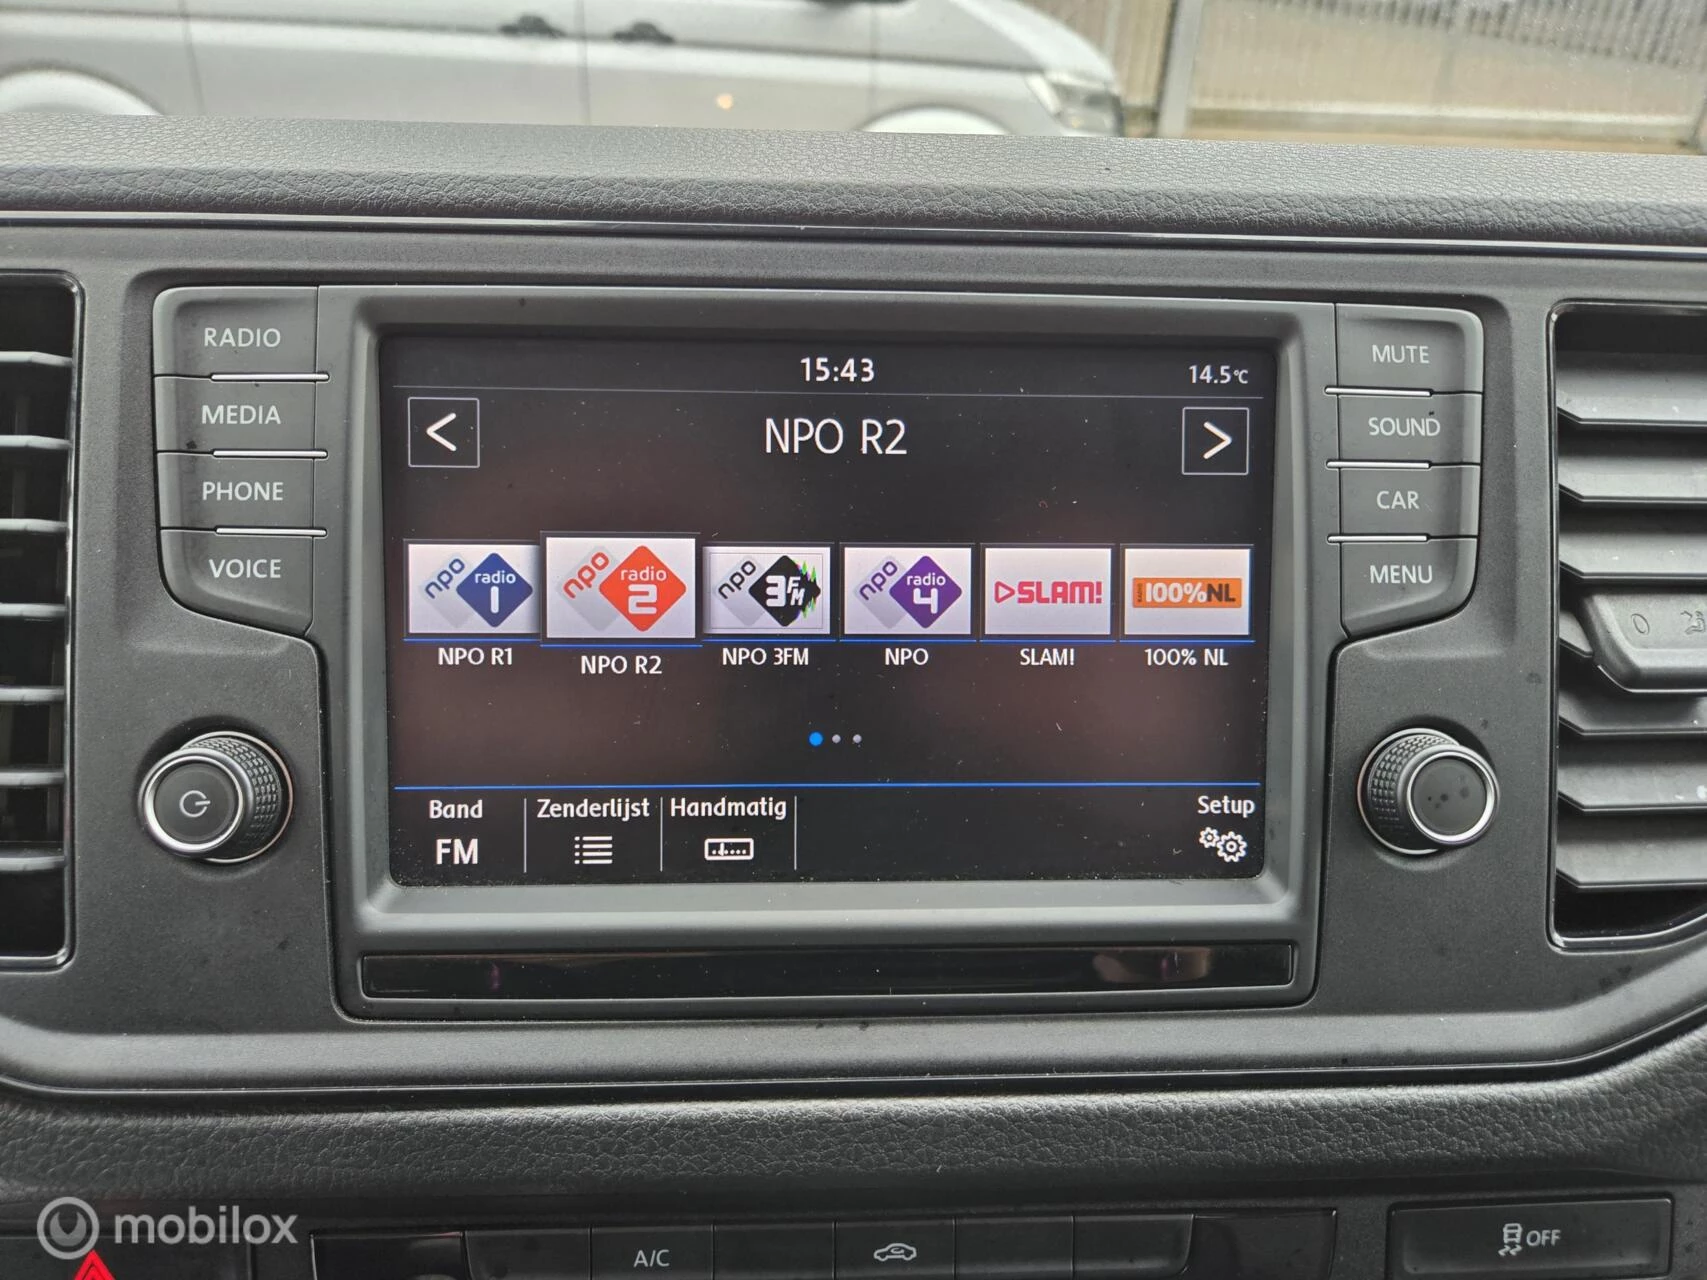 RADIO
MEDIA
PHONE
VOICE
15:43
14.5°C
<
NPO R2
>
npo radio 1
npo radio 2
npo 3FM
npo radio 4
SLAM!
RADIO 100%NL
NPO R1
NPO R2
NPO 3FM
NPO
SLAM!
100% NL
Band
FM
Zenderlijst
Handmatig
Setup
MUTE
SOUND
CAR
MENU
0
A/C
OFF
mobilox